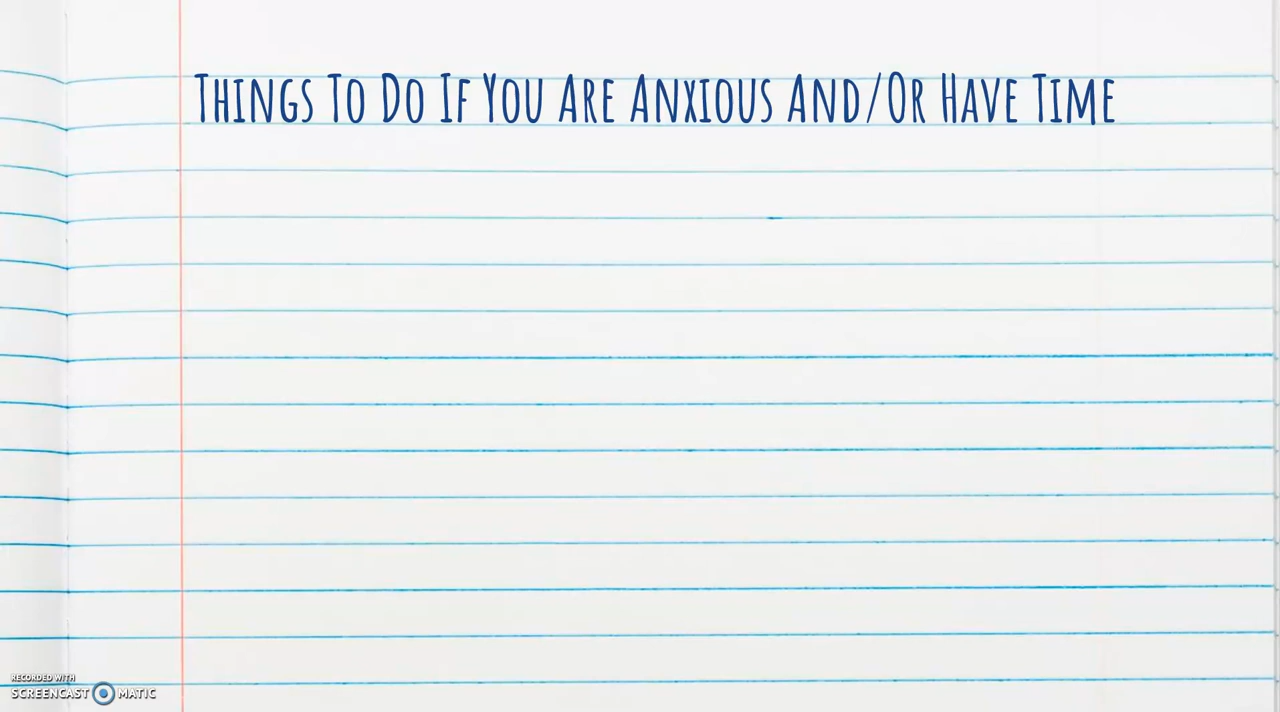 Things To Do If You Are Anxious And/Or Have Time
RECORDED WITH
SCREENCAST MATIC